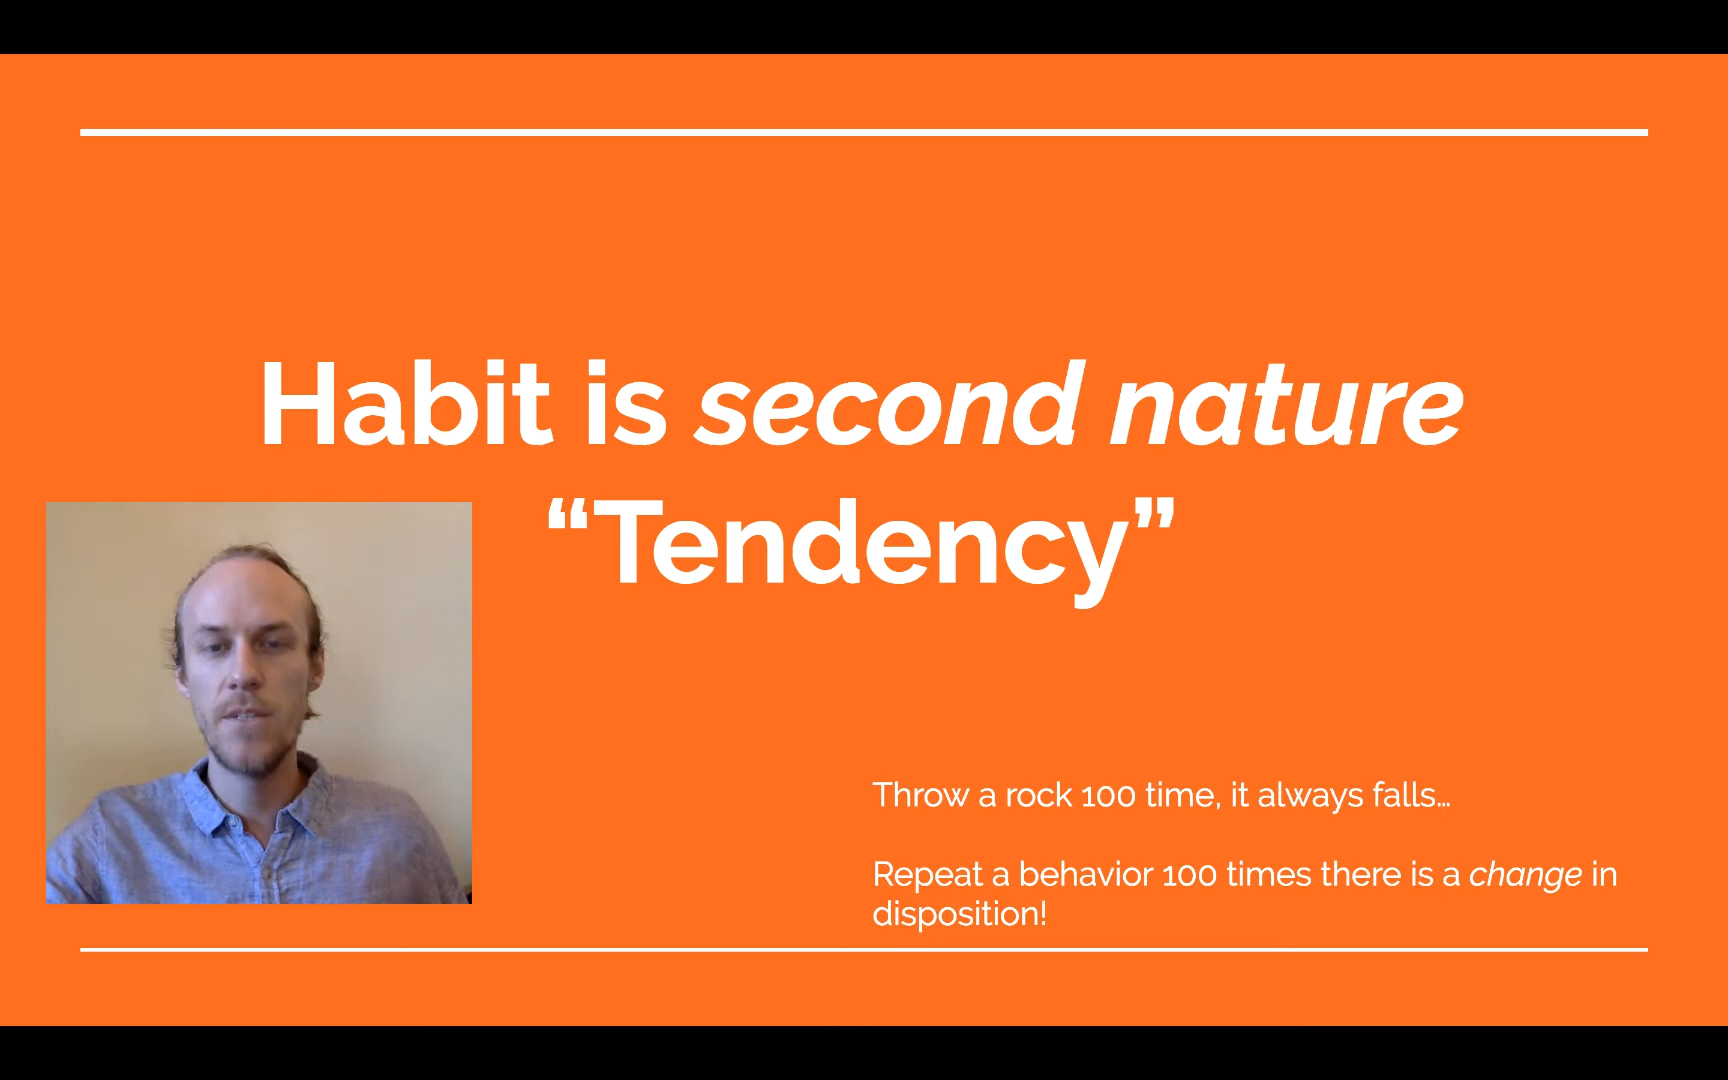 Habit is second nature
“Tendency”
Throw a rock 100 time, it always falls…
Repeat a behavior 100 times there is a change in
disposition!